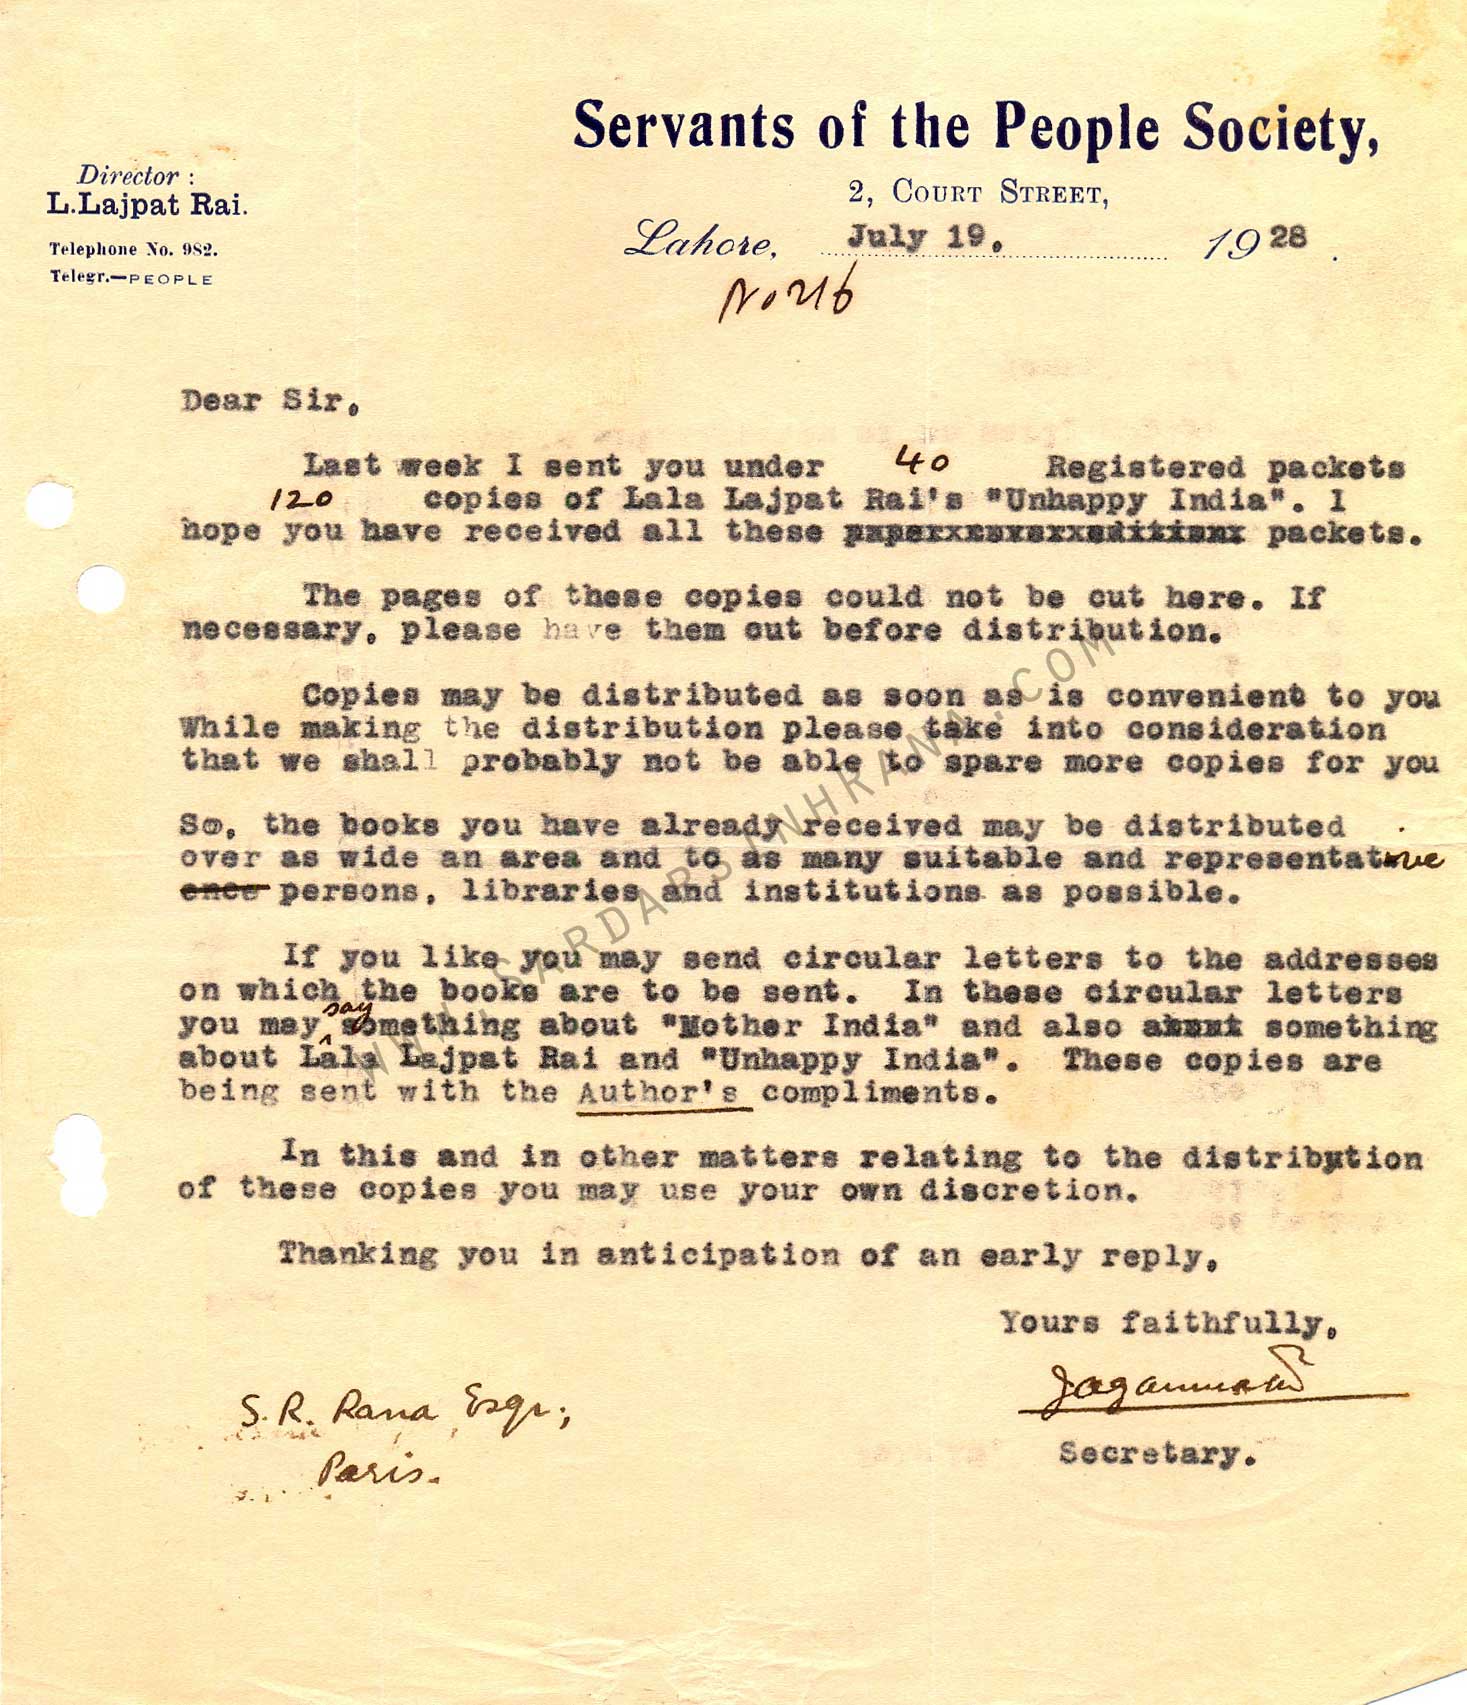 Servants of the People Society,
Director :
L.Lajpat Rai.
2, COURT STREET,
Telephone No. 982.
Telegr.—PEOPLE
Lahore, July 19. 1928.
No 216
Dear Sir,
Last week I sent you under 40 Registered packets
120 copies of Lala Lajpat Rai's "Unhappy India". I
hope you have received all these packets.
The pages of these copies could not be cut here. If
necessary, please have them cut before distribution.
Copies may be distributed as soon as is convenient to you
While making the distribution please take into consideration
that we shall probably not be able to spare more copies for you
So, the books you have already received may be distributed
over as wide an area and to as many suitable and representative
ence persons, libraries and institutions as possible.
If you like you may send circular letters to the addresses
on which the books are to be sent. In these circular letters
you may say something about "Mother India" and also about something
about Lala Lajpat Rai and "Unhappy India". These copies are
being sent with the Author's compliments.
In this and in other matters relating to the distribution
of these copies you may use your own discretion.
Thanking you in anticipation of an early reply,
Yours faithfully,
Jagannath
Secretary.
S. R. Rana Esqr.,
Paris.
WWW.SARDARSINHRANA.COM